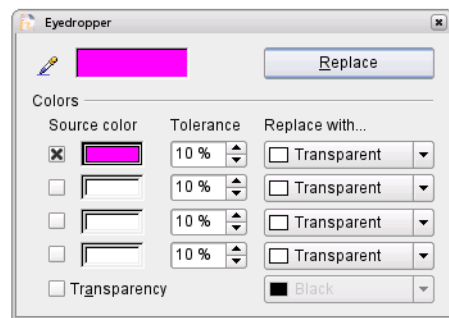 Eyedropper
Replace
Colors
Source color Tolerance Replace with...
10 % Transparent
10 % Transparent
10 % Transparent
10 % Transparent
Transparency Black